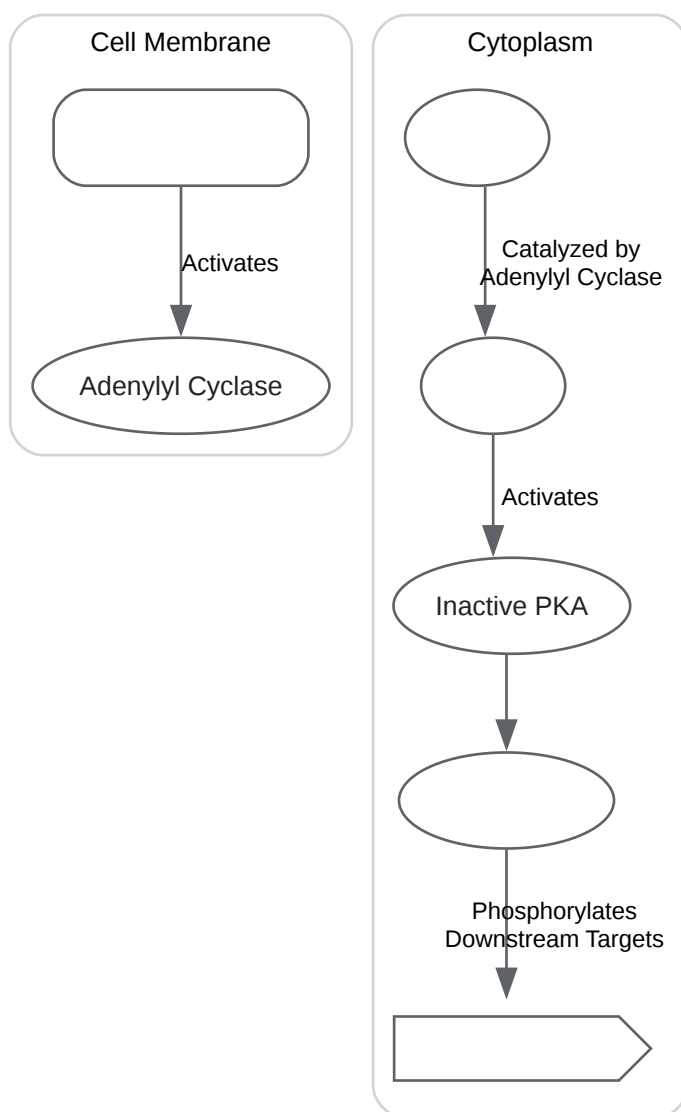 Cell Membrane
Activates
Adenylyl Cyclase
Cytoplasm
Catalyzed by
Adenylyl Cyclase
Activates
Inactive PKA
Phosphorylates
Downstream Targets